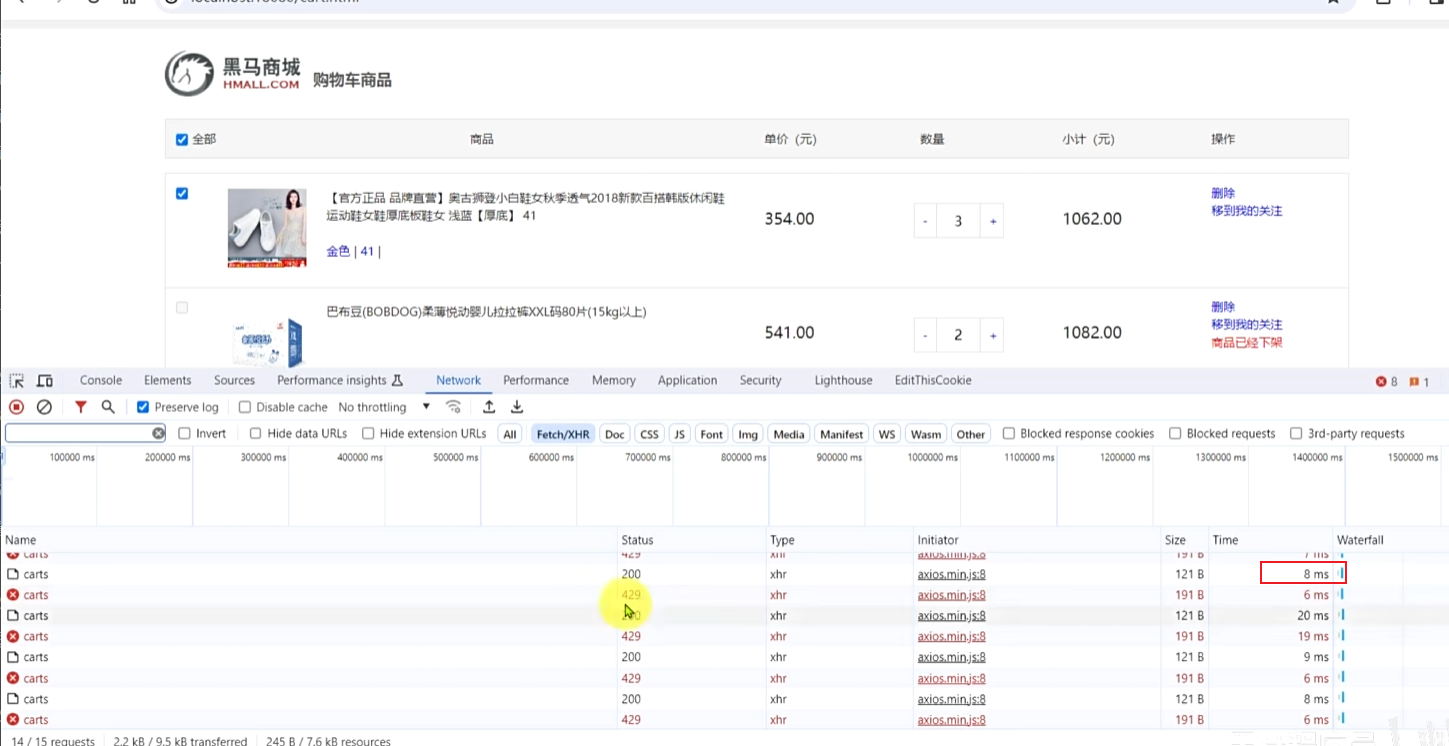 黑马商城
HMALL.COM
购物车商品
全部 商品 单价（元） 数量 小计（元） 操作
【官方正品 品牌直营】奥古狮登小白鞋女秋季透气2018新款百搭韩版休闲鞋
运动鞋女鞋厚底板鞋女 浅蓝【厚底】 41
金色 | 41 |
354.00 - 3 + 1062.00
删除
移到我的关注
巴布豆(BOBDOG)柔薄悦动婴儿拉拉裤XXL码80片(15kg以上)
541.00 - 2 + 1082.00
删除
移到我的关注
商品已经下架
Console Elements Sources Performance insights Network Performance Memory Application Security Lighthouse EditThisCookie 8 1
Preserve log Disable cache No throttling
Invert Hide data URLs Hide extension URLs All Fetch/XHR Doc CSS JS Font Img Media Manifest WS Wasm Other Blocked response cookies Blocked requests 3rd-party requests
100000 ms 200000 ms 300000 ms 400000 ms 500000 ms 600000 ms 700000 ms 800000 ms 900000 ms 1000000 ms 1100000 ms 1200000 ms 1300000 ms 1400000 ms 1500000 ms
Name Status Type Initiator Size Time Waterfall
carts 429 xhr axios.min.js:8 191 B 7 ms
carts 200 xhr axios.min.js:8 121 B 8 ms
carts 429 xhr axios.min.js:8 191 B 6 ms
carts 200 xhr axios.min.js:8 121 B 20 ms
carts 429 xhr axios.min.js:8 191 B 19 ms
carts 200 xhr axios.min.js:8 121 B 9 ms
carts 429 xhr axios.min.js:8 191 B 6 ms
carts 200 xhr axios.min.js:8 121 B 8 ms
carts 429 xhr axios.min.js:8 191 B 6 ms
14 / 15 requests 2.2 kB / 9.5 kB transferred 245 B / 7.6 kB resources